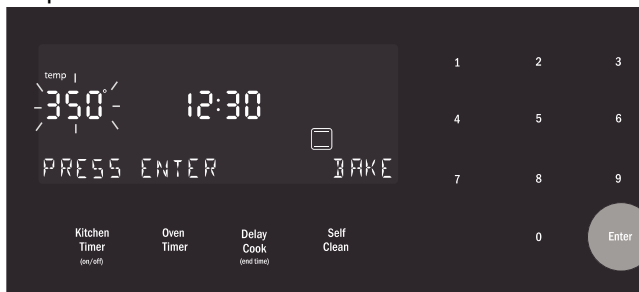 temp
350° 12:30
PRESS ENTER BAKE
Kitchen Timer (on/off)
Oven Timer
Delay Cook (end time)
Self Clean
1 2 3
4 5 6
7 8 9
0 Enter